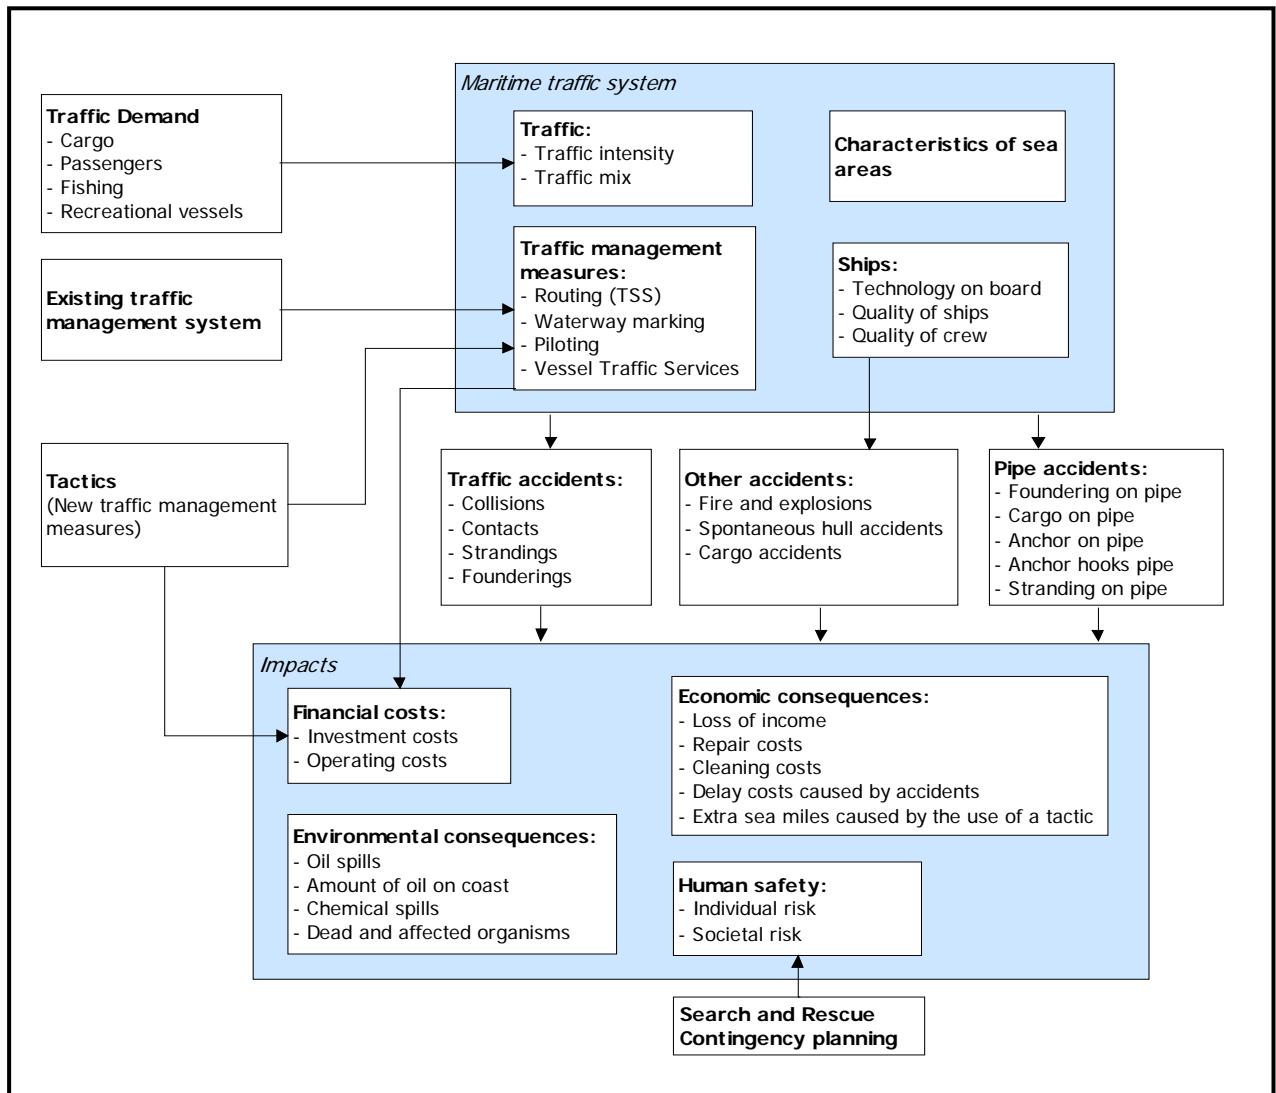 Maritime traffic system
Traffic Demand
- Cargo
- Passengers
- Fishing
- Recreational vessels
Traffic:
- Traffic intensity
- Traffic mix
Characteristics of sea
areas
Existing traffic
management system
Traffic management
measures:
- Routing (TSS)
- Waterway marking
- Piloting
- Vessel Traffic Services
Ships:
- Technology on board
- Quality of ships
- Quality of crew
Tactics
(New traffic management
measures)
Traffic accidents:
- Collisions
- Contacts
- Strandings
- Founderings
Other accidents:
- Fire and explosions
- Spontaneous hull accidents
- Cargo accidents
Pipe accidents:
- Foundering on pipe
- Cargo on pipe
- Anchor on pipe
- Anchor hooks pipe
- Stranding on pipe
Impacts
Financial costs:
- Investment costs
- Operating costs
Economic consequences:
- Loss of income
- Repair costs
- Cleaning costs
- Delay costs caused by accidents
- Extra sea miles caused by the use of a tactic
Environmental consequences:
- Oil spills
- Amount of oil on coast
- Chemical spills
- Dead and affected organisms
Human safety:
- Individual risk
- Societal risk
Search and Rescue
Contingency planning